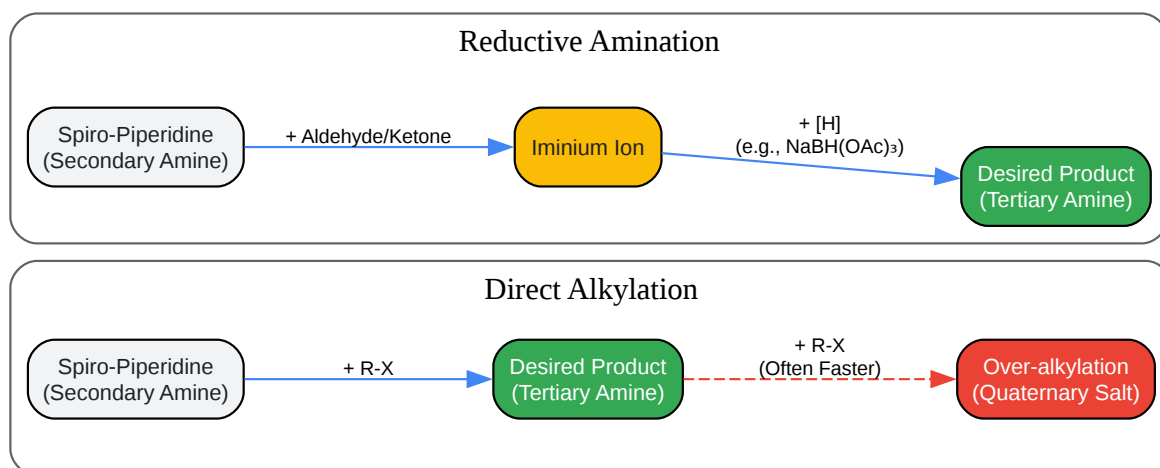 Reductive Amination
Spiro-Piperidine
(Secondary Amine)
+ Aldehyde/Ketone
Iminium Ion
+ [H]
(e.g., NaBH(OAc)₃)
Desired Product
(Tertiary Amine)
Direct Alkylation
Spiro-Piperidine
(Secondary Amine)
+ R-X
Desired Product
(Tertiary Amine)
+ R-X
(Often Faster)
Over-alkylation
(Quaternary Salt)